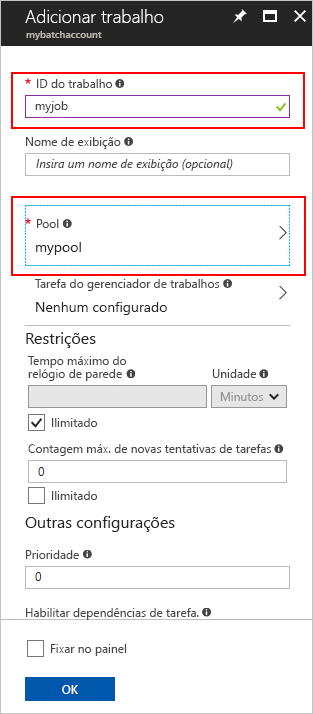 Adicionar trabalho
mybatchaccount
* ID do trabalho
myjob
Nome de exibição
Insira um nome de exibição (opcional)
* Pool
mypool
Tarefa do gerenciador de trabalhos
Nenhum configurado
Restrições
Tempo máximo do
relógio de parede
Unidade
Minutos
Ilimitado
Contagem máx. de novas tentativas de tarefas
0
Ilimitado
Outras configurações
Prioridade
0
Habilitar dependências de tarefa.
Fixar no painel
OK